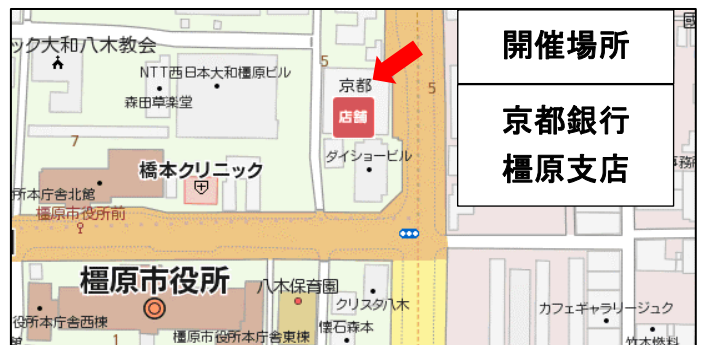 ック大和八木教会
NTT西日本大和橿原ビル
森田草楽堂
5
京都
店舗
5
開催場所
京都銀行
橿原支店
7
橋本クリニック
ダイショービル
事務
所本庁舎北館
橿原市役所前
橿原市役所
八木保育園
クリスタ八木
カフェギャラリージュク
役所本庁舎西棟
橿原市役所本庁舎東棟
懐石森本
竹本燃料
館
1